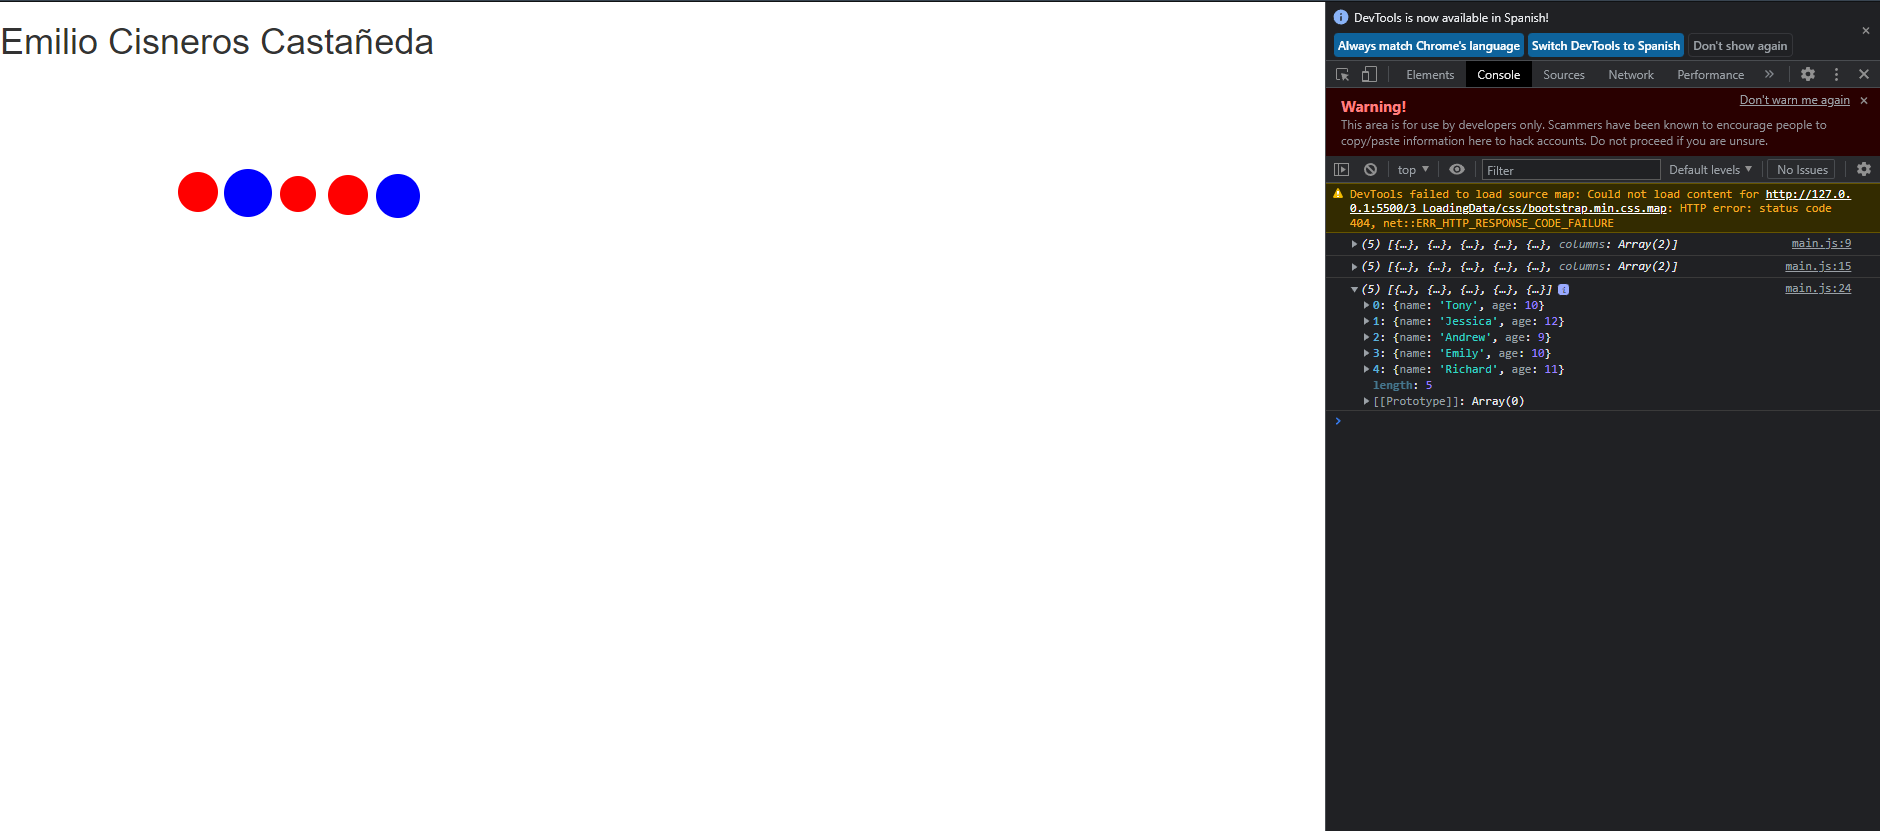 Emilio Cisneros Castañeda
DevTools is now available in Spanish!
Always match Chrome's language Switch DevTools to Spanish Don't show again
Elements Console Sources Network Performance
Warning! Don't warn me again
This area is for use by developers only. Scammers have been known to encourage people to
copy/paste information here to hack accounts. Do not proceed if you are unsure.
top Filter Default levels No Issues
DevTools failed to load source map: Could not load content for http://127.0.
0.1:5500/3_LoadingData/css/bootstrap.min.css.map: HTTP error: status code
404, net::ERR_HTTP_RESPONSE_CODE_FAILURE
(5) [{…}, {…}, {…}, {…}, {…}, columns: Array(2)] main.js:9
(5) [{…}, {…}, {…}, {…}, {…}, columns: Array(2)] main.js:15
(5) [{…}, {…}, {…}, {…}, {…}] i main.js:24
0: {name: 'Tony', age: 10}
1: {name: 'Jessica', age: 12}
2: {name: 'Andrew', age: 9}
3: {name: 'Emily', age: 10}
4: {name: 'Richard', age: 11}
length: 5
[[Prototype]]: Array(0)